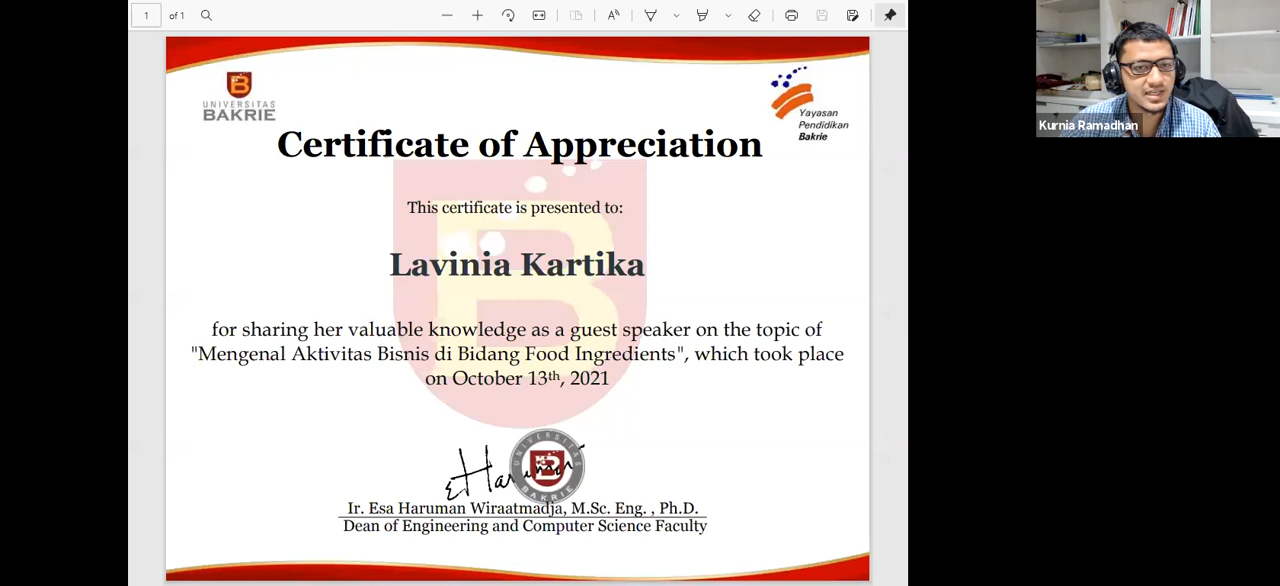 1 of 1
UNIVERSITAS
BAKRIE
Yayasan
Pendidikan
Bakrie
Certificate of Appreciation
This certificate is presented to:
Lavinia Kartika
for sharing her valuable knowledge as a guest speaker on the topic of
"Mengenal Aktivitas Bisnis di Bidang Food Ingredients", which took place
on October 13th, 2021
UNIVERSITAS
BAKRIE
Ir. Esa Haruman Wiraatmadja, M.Sc. Eng. , Ph.D.
Dean of Engineering and Computer Science Faculty
Kurnia Ramadhan